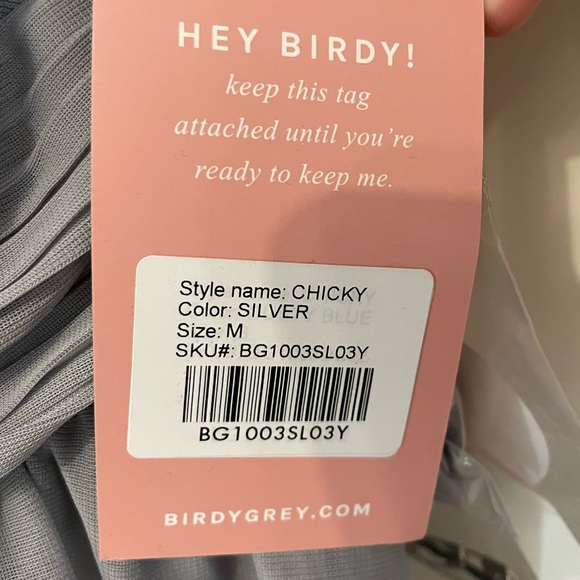 HEY BIRDY!
keep this tag
attached until you're
ready to keep me.
Style name: CHICKY
Color: SILVER
BLUE
Size: M
SKU#: BG1003SL03Y
BG1003SL03Y
BIRDYGREY.COM